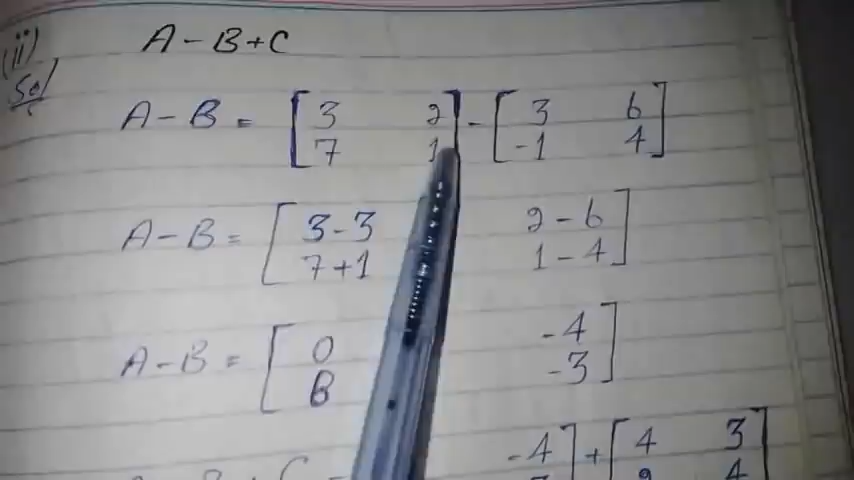 (ii) A - B + C
Sol
A - B = [ 3 2 ] - [ 3 6 ]
7 1 -1 4
A - B = [ 3 - 3 2 - 6 ]
7 + 1 1 - 4
A - B = [ 0 -4 ]
8 -3
A - B + C = -4 ] + [ 4 3 ]
4